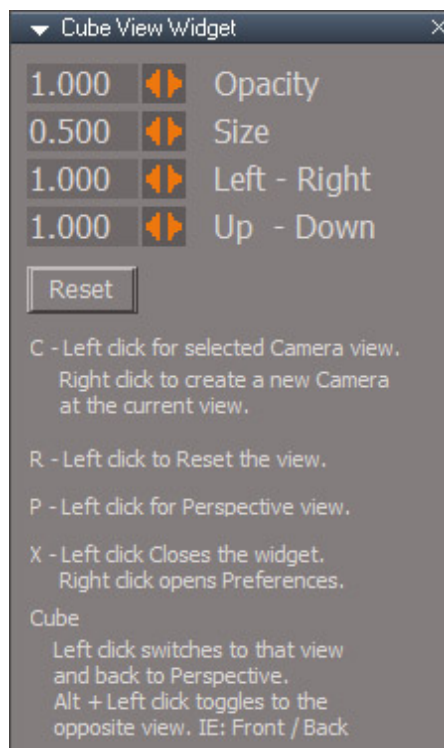 Cube View Widget
1.000 Opacity
0.500 Size
1.000 Left - Right
1.000 Up - Down
Reset
C - Left click for selected Camera view.
Right click to create a new Camera
at the current view.
R - Left click to Reset the view.
P - Left click for Perspective view.
X - Left click Closes the widget.
Right click opens Preferences.
Cube
Left click switches to that view
and back to Perspective.
Alt + Left click toggles to the
opposite view. IE: Front / Back